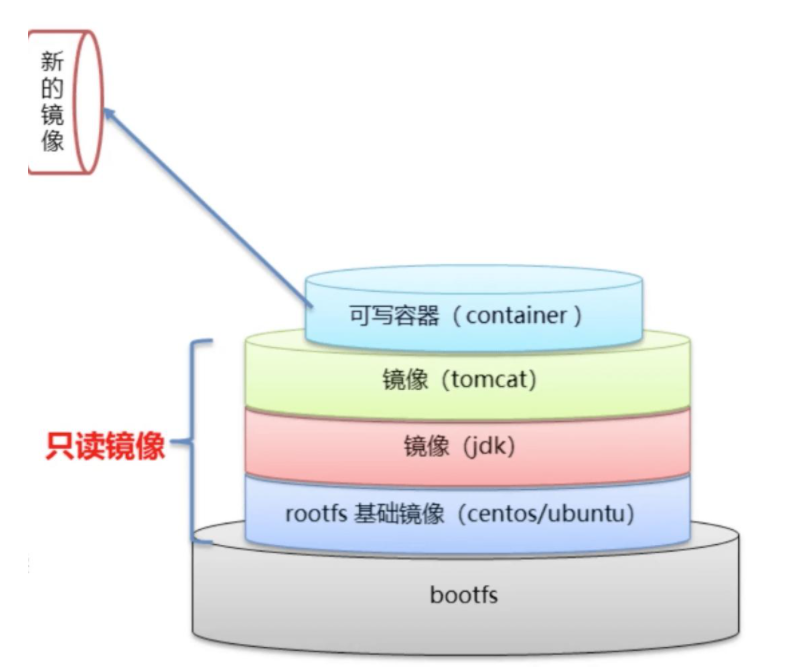 新的镜像
可写容器（container）
镜像（tomcat）
只读镜像
镜像（jdk）
rootfs 基础镜像（centos/ubuntu）
bootfs